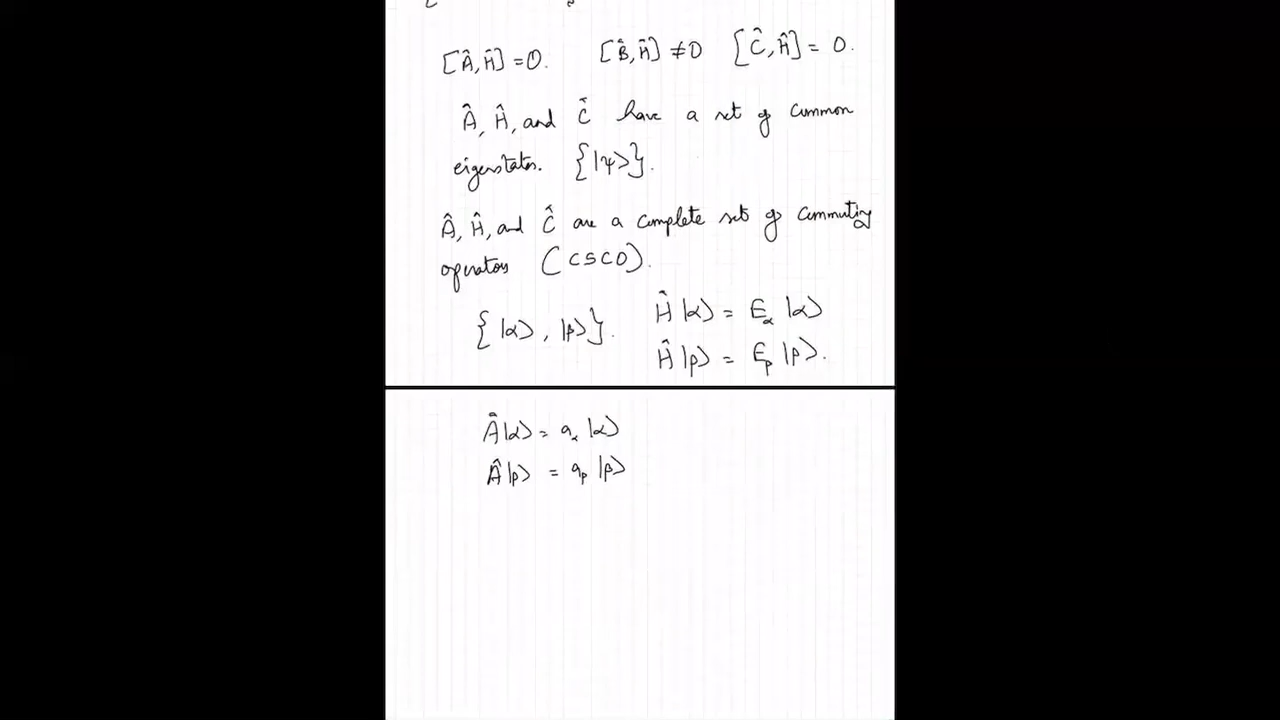 [Â,Ĥ] = 0. [B̂,Ĥ] ≠ 0 [Ĉ,Ĥ] = 0.
Â, Ĥ, and Ĉ have a set of common
eigenstates. {|ψ>}.
Â, Ĥ, and Ĉ are a complete set of commuting
operators (CSCO).
{|α>, |β>}. Ĥ|α> = E_α |α>
Ĥ|β> = E_β |β>.
Â|α> = a_α |α>
Â|β> = a_β |β>